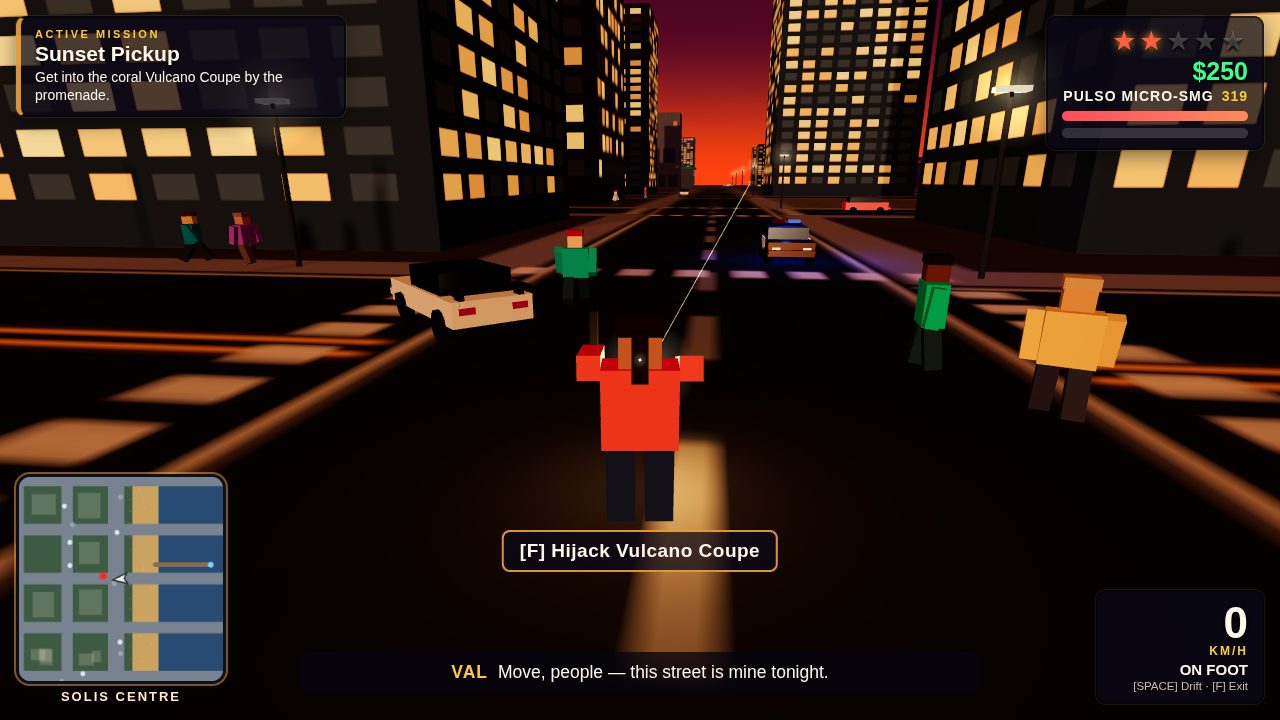 ACTIVE MISSION
Sunset Pickup
Get into the coral Vulcano Coupe by the
promenade.
$250
PULSO MICRO-SMG 319
[F] Hijack Vulcano Coupe
VAL Move, people — this street is mine tonight.
SOLIS CENTRE
0
KM/H
ON FOOT
[SPACE] Drift · [F] Exit